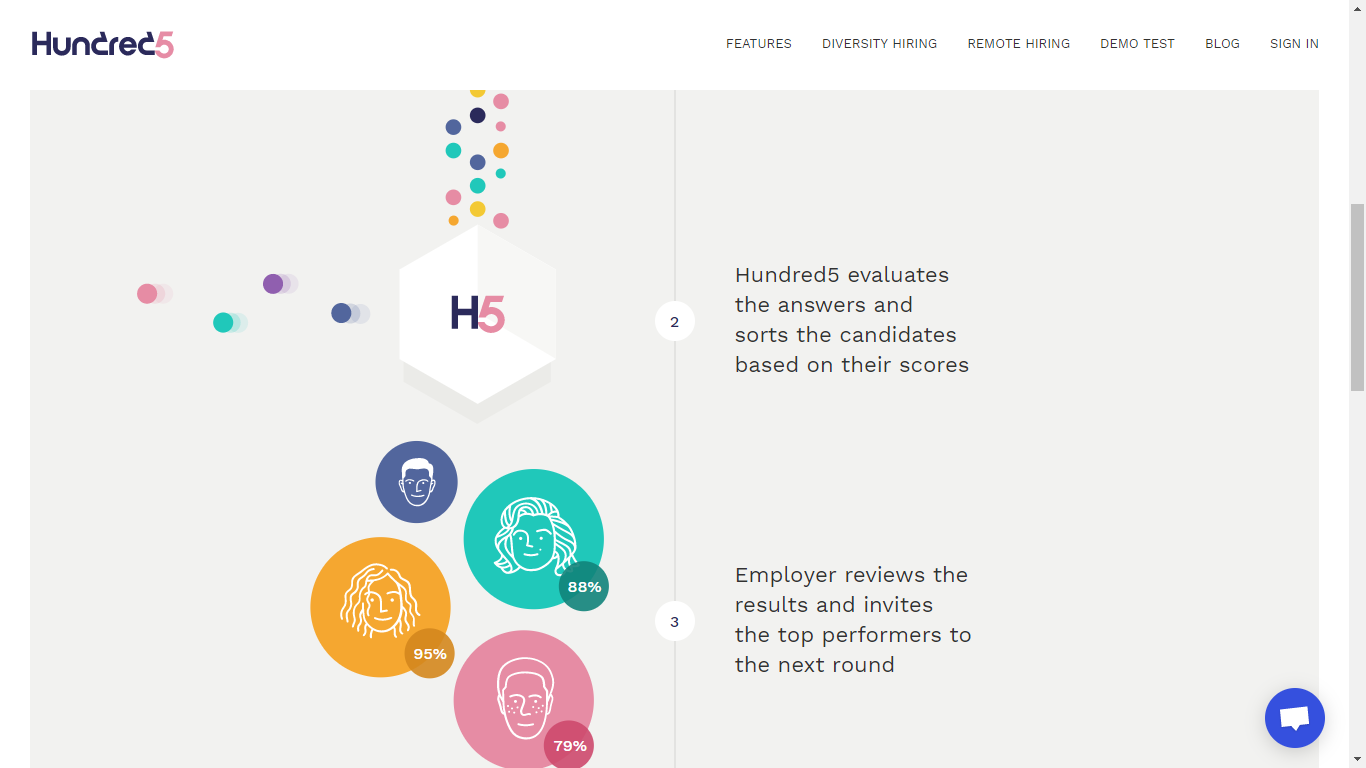 Hundred5
FEATURES
DIVERSITY HIRING
REMOTE HIRING
DEMO TEST
BLOG
SIGN IN
H5
2
Hundred5 evaluates
the answers and
sorts the candidates
based on their scores
88%
95%
79%
3
Employer reviews the
results and invites
the top performers to
the next round